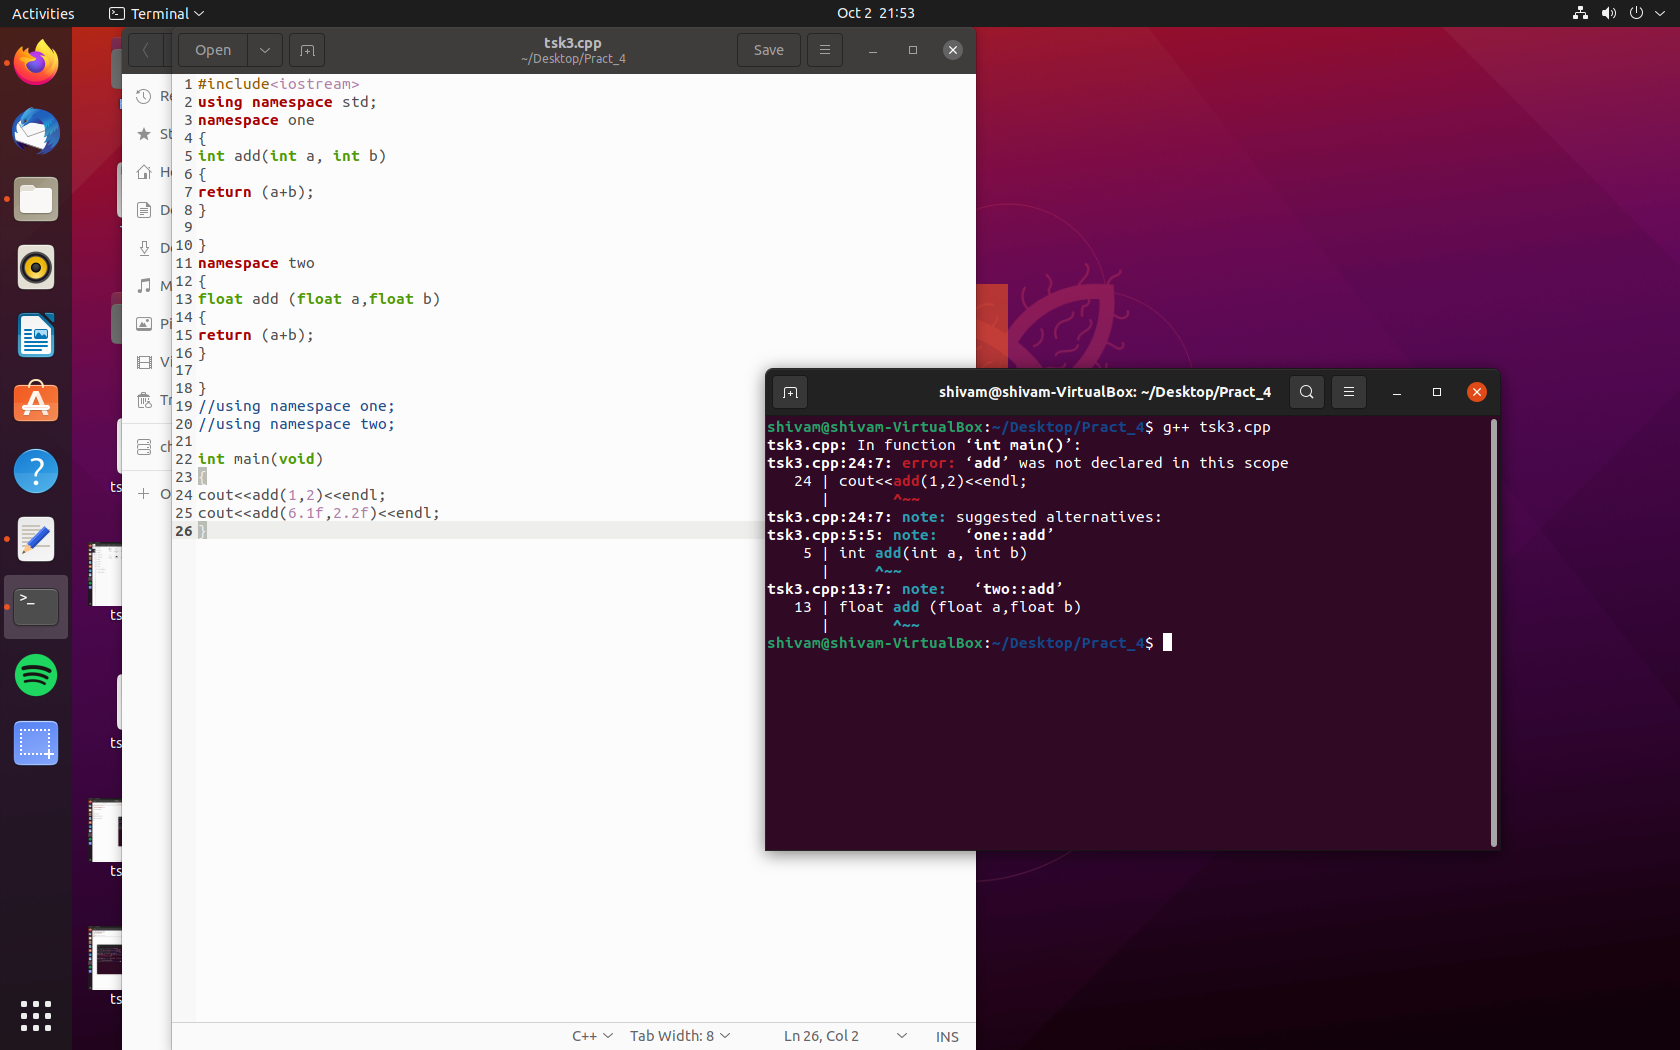 Activities
Terminal
Oct 2 21:53
Open
tsk3.cpp
~/Desktop/Pract_4
Save
Re
St
Ho
Do
Do
M
Pi
Vi
Tr
ch
O
ts
ts
ts
ts
ts
1 #include<iostream>
2 using namespace std;
3 namespace one
4 {
5 int add(int a, int b)
6 {
7 return (a+b);
8 }
9
10 }
11 namespace two
12 {
13 float add (float a,float b)
14 {
15 return (a+b);
16 }
17
18 }
19 //using namespace one;
20 //using namespace two;
21
22 int main(void)
23 {
24 cout<<add(1,2)<<endl;
25 cout<<add(6.1f,2.2f)<<endl;
26 }
C++
Tab Width: 8
Ln 26, Col 2
INS
shivam@shivam-VirtualBox: ~/Desktop/Pract_4
shivam@shivam-VirtualBox:~/Desktop/Pract_4$ g++ tsk3.cpp
tsk3.cpp: In function ‘int main()’:
tsk3.cpp:24:7: error: ‘add’ was not declared in this scope
24 | cout<<add(1,2)<<endl;
| ^~~
tsk3.cpp:24:7: note: suggested alternatives:
tsk3.cpp:5:5: note: ‘one::add’
5 | int add(int a, int b)
| ^~~
tsk3.cpp:13:7: note: ‘two::add’
13 | float add (float a,float b)
| ^~~
shivam@shivam-VirtualBox:~/Desktop/Pract_4$